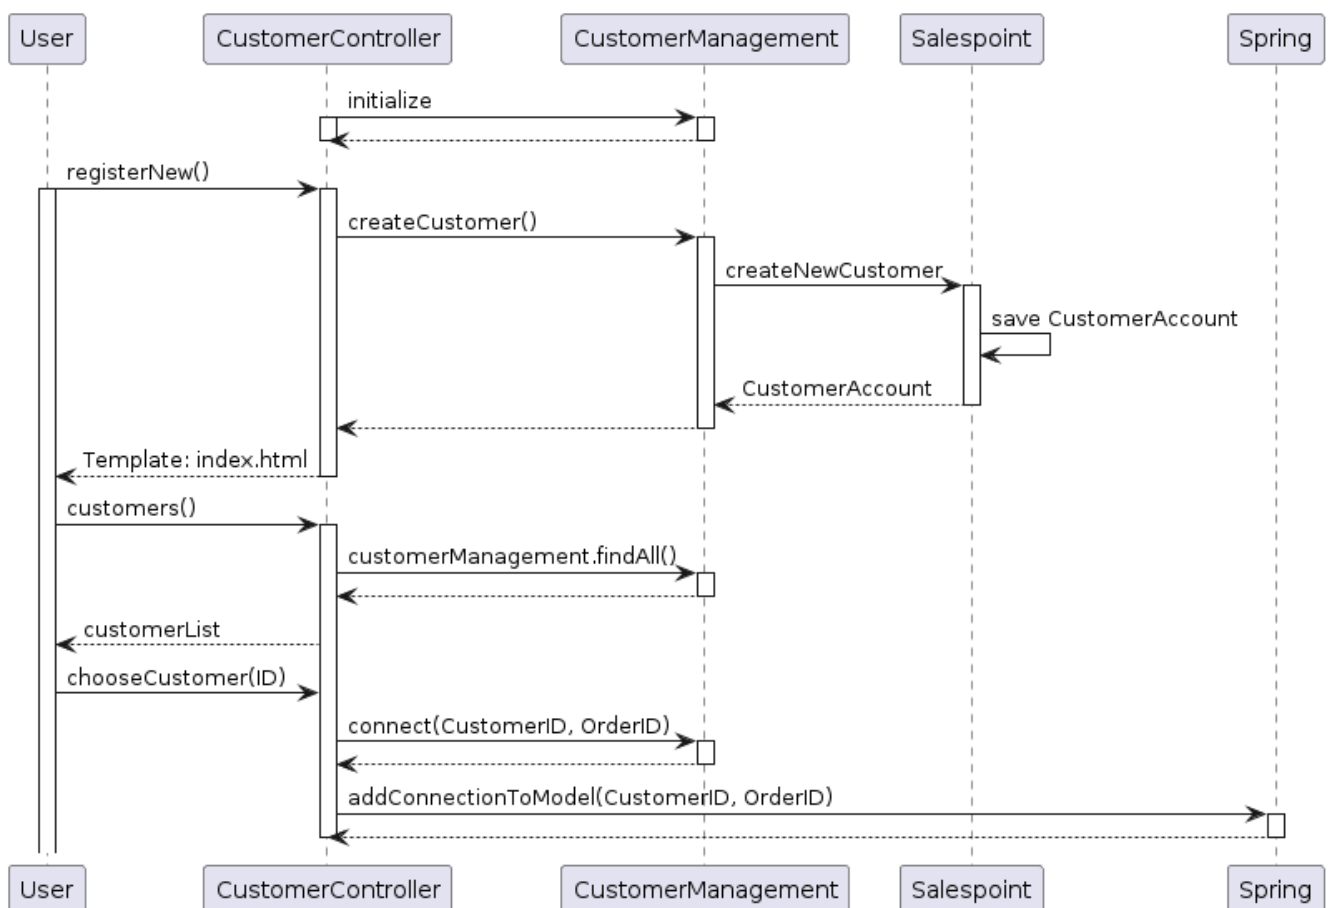 User CustomerController CustomerManagement Salespoint Spring
initialize
registerNew()
createCustomer()
createNewCustomer
save CustomerAccount
CustomerAccount
Template: index.html
customers()
customerManagement.findAll()
customerList
chooseCustomer(ID)
connect(CustomerID, OrderID)
addConnectionToModel(CustomerID, OrderID)
User CustomerController CustomerManagement Salespoint Spring